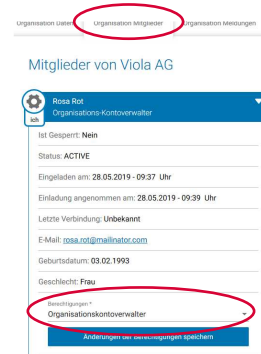 Organisation Daten | Organisation Mitglieder | Organisation Meldungen
Mitglieder von Viola AG
Rosa Rot
Organisations-Kontoverwalter
ich
Ist Gesperrt: Nein
Status: ACTIVE
Eingeladen am: 28.05.2019 - 09:37 Uhr
Einladung angenommen am: 28.05.2019 - 09:39 Uhr
Letzte Verbindung: Unbekannt
E-Mail: rosa.rot@mailinator.com
Geburtsdatum: 03.02.1993
Geschlecht: Frau
Berechtigungen *
Organisationskontoverwalter
Änderungen der Berechtigungen speichern